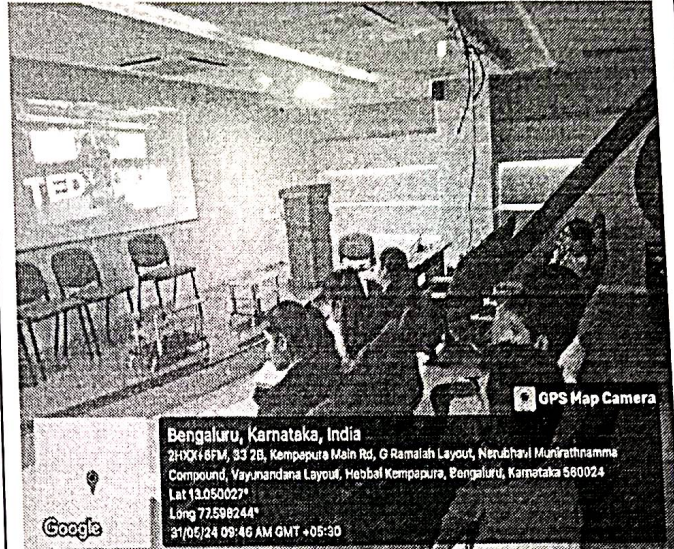 TEDx
GPS Map Camera
Bengaluru, Karnataka, India
2HXX+6FM, 33 2B, Kempapura Main Rd, G Ramaiah Layout, Nerubhavi Munirathnamma
Compound, Vayunandana Layout, Hebbal Kempapura, Bengaluru, Karnataka 560024
Lat 13.050027°
Long 77.598244°
31/05/24 09:46 AM GMT +05:30
Google